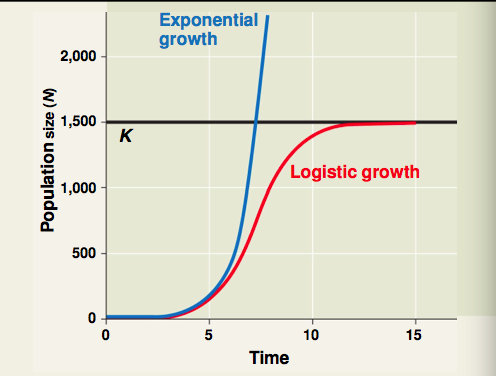 Exponential
growth
2,000
1,500
K
1,000
Logistic growth
500
0
0
5
10
15
Population size (N)
Time